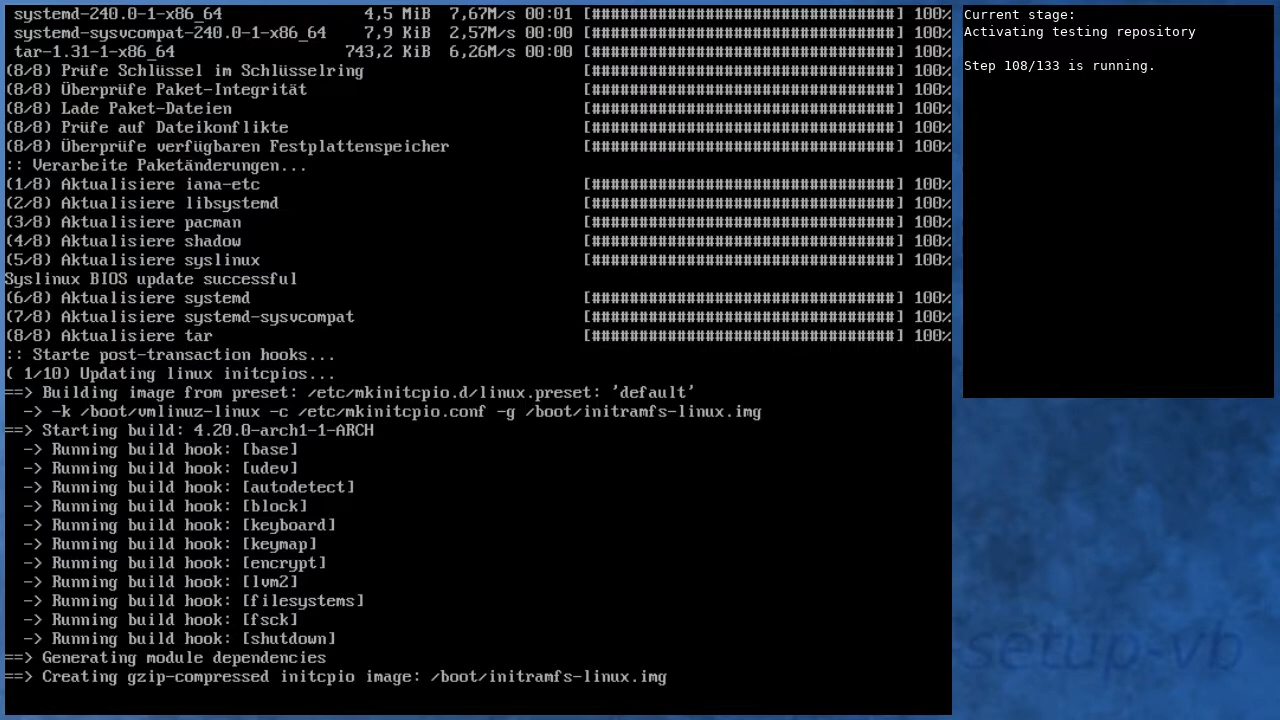 systemd-240.0-1-x86_64 4,5 MiB 7,67M/s 00:01 [################################] 100%
systemd-sysvcompat-240.0-1-x86_64 7,9 KiB 2,57M/s 00:00 [################################] 100%
tar-1.31-1-x86_64 743,2 KiB 6,26M/s 00:00 [################################] 100%
(8/8) Prüfe Schlüssel im Schlüsselring [################################] 100%
(8/8) Überprüfe Paket-Integrität [################################] 100%
(8/8) Lade Paket-Dateien [################################] 100%
(8/8) Prüfe auf Dateikonflikte [################################] 100%
(8/8) Überprüfe verfügbaren Festplattenspeicher [################################] 100%
:: Verarbeite Paketänderungen...
(1/8) Aktualisiere iana-etc [################################] 100%
(2/8) Aktualisiere libsystemd [################################] 100%
(3/8) Aktualisiere pacman [################################] 100%
(4/8) Aktualisiere shadow [################################] 100%
(5/8) Aktualisiere syslinux [################################] 100%
Syslinux BIOS update successful
(6/8) Aktualisiere systemd [################################] 100%
(7/8) Aktualisiere systemd-sysvcompat [################################] 100%
(8/8) Aktualisiere tar [################################] 100%
:: Starte post-transaction hooks...
( 1/10) Updating linux initcpios...
==> Building image from preset: /etc/mkinitcpio.d/linux.preset: 'default'
-> -k /boot/vmlinuz-linux -c /etc/mkinitcpio.conf -g /boot/initramfs-linux.img
==> Starting build: 4.20.0-arch1-1-ARCH
-> Running build hook: [base]
-> Running build hook: [udev]
-> Running build hook: [autodetect]
-> Running build hook: [block]
-> Running build hook: [keyboard]
-> Running build hook: [keymap]
-> Running build hook: [encrypt]
-> Running build hook: [lvm2]
-> Running build hook: [filesystems]
-> Running build hook: [fsck]
-> Running build hook: [shutdown]
==> Generating module dependencies
==> Creating gzip-compressed initcpio image: /boot/initramfs-linux.img
Current stage:
Activating testing repository
Step 108/133 is running.
setup-vb